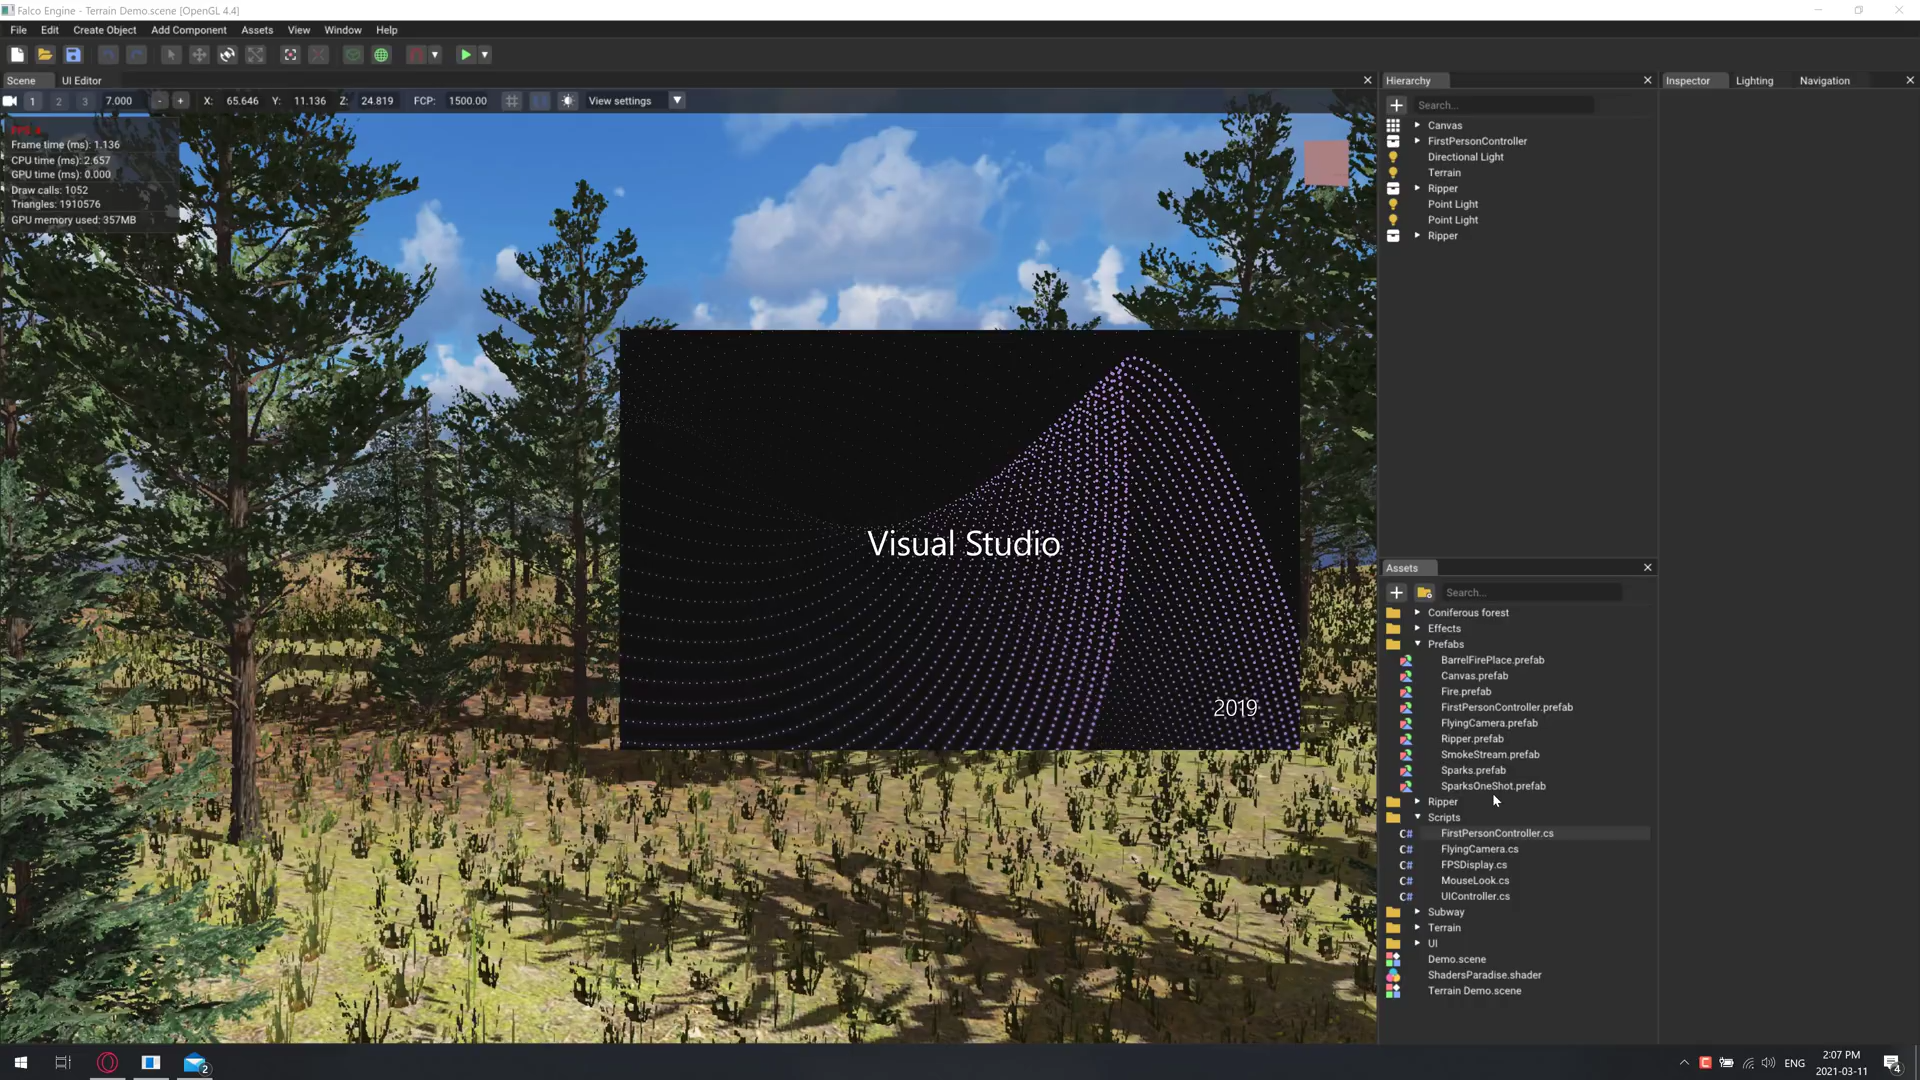 Falco Engine - Terrain Demo.scene [OpenGL 4.4]
File Edit Create Object Add Component Assets View Window Help
Scene UI Editor
1 2 3 7.000 - + X: 65.646 Y: 11.136 Z: 24.819 FCP: 1500.00 View settings
Frame time (ms): 1.136
CPU time (ms): 2.657
GPU time (ms): 0.000
Draw calls: 1052
Triangles: 1910576
GPU memory used: 357MB
Visual Studio
2019
Hierarchy
Search...
Canvas
FirstPersonController
Directional Light
Terrain
Ripper
Point Light
Point Light
Ripper
Assets
Search...
Coniferous forest
Effects
Prefabs
BarrelFirePlace.prefab
Canvas.prefab
Fire.prefab
FirstPersonController.prefab
FlyingCamera.prefab
Ripper.prefab
SmokeStream.prefab
Sparks.prefab
SparksOneShot.prefab
Ripper
Scripts
C# FirstPersonController.cs
C# FlyingCamera.cs
C# FPSDisplay.cs
C# MouseLook.cs
C# UIController.cs
Subway
Terrain
UI
Demo.scene
ShadersParadise.shader
Terrain Demo.scene
Inspector Lighting Navigation
2
ENG
2:07 PM
2021-03-11
4